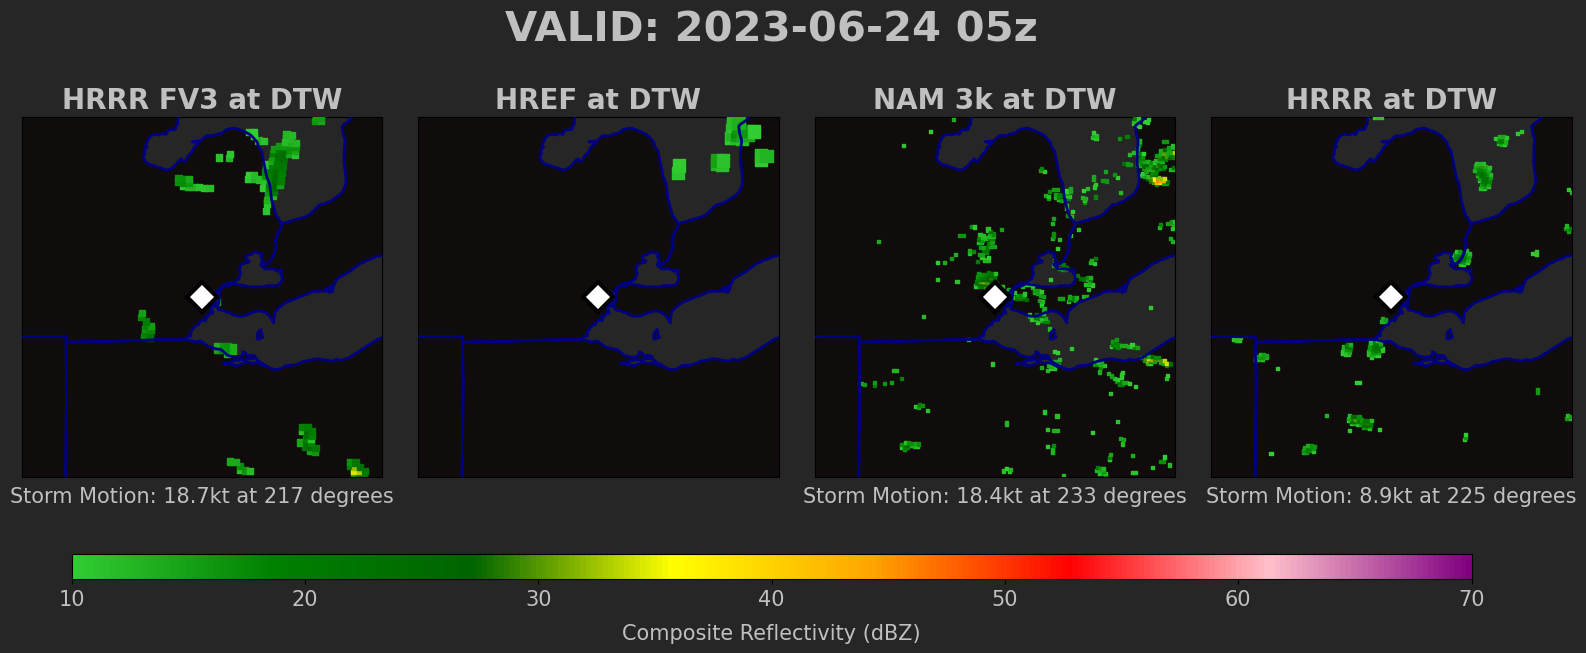 VALID: 2023-06-24 05z
HRRR FV3 at DTW
HREF at DTW
NAM 3k at DTW
HRRR at DTW
Storm Motion: 18.7kt at 217 degrees
Storm Motion: 18.4kt at 233 degrees
Storm Motion: 8.9kt at 225 degrees
10 20 30 40 50 60 70
Composite Reflectivity (dBZ)